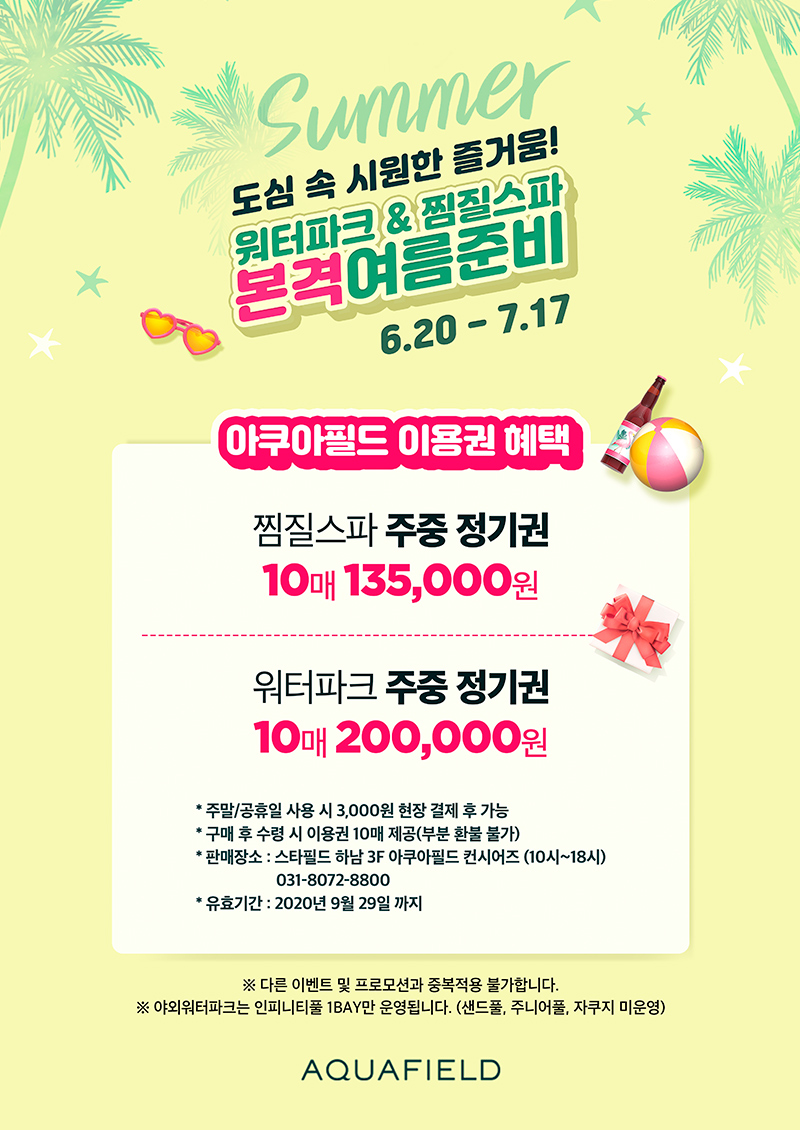 Summer
도심 속 시원한 즐거움!
워터파크 & 찜질스파
본격여름준비
6.20 - 7.17
아쿠아필드 이용권 혜택
찜질스파 주중 정기권
10매 135,000원
워터파크 주중 정기권
10매 200,000원
* 주말/공휴일 사용 시 3,000원 현장 결제 후 가능
* 구매 후 수령 시 이용권 10매 제공(부분 환불 불가)
* 판매장소 : 스타필드 하남 3F 아쿠아필드 컨시어즈 (10시~18시)
031-8072-8800
* 유효기간 : 2020년 9월 29일 까지
※ 다른 이벤트 및 프로모션과 중복적용 불가합니다.
※ 야외워터파크는 인피니티풀 1BAY만 운영됩니다. (샌드풀, 주니어풀, 자쿠지 미운영)
AQUAFIELD